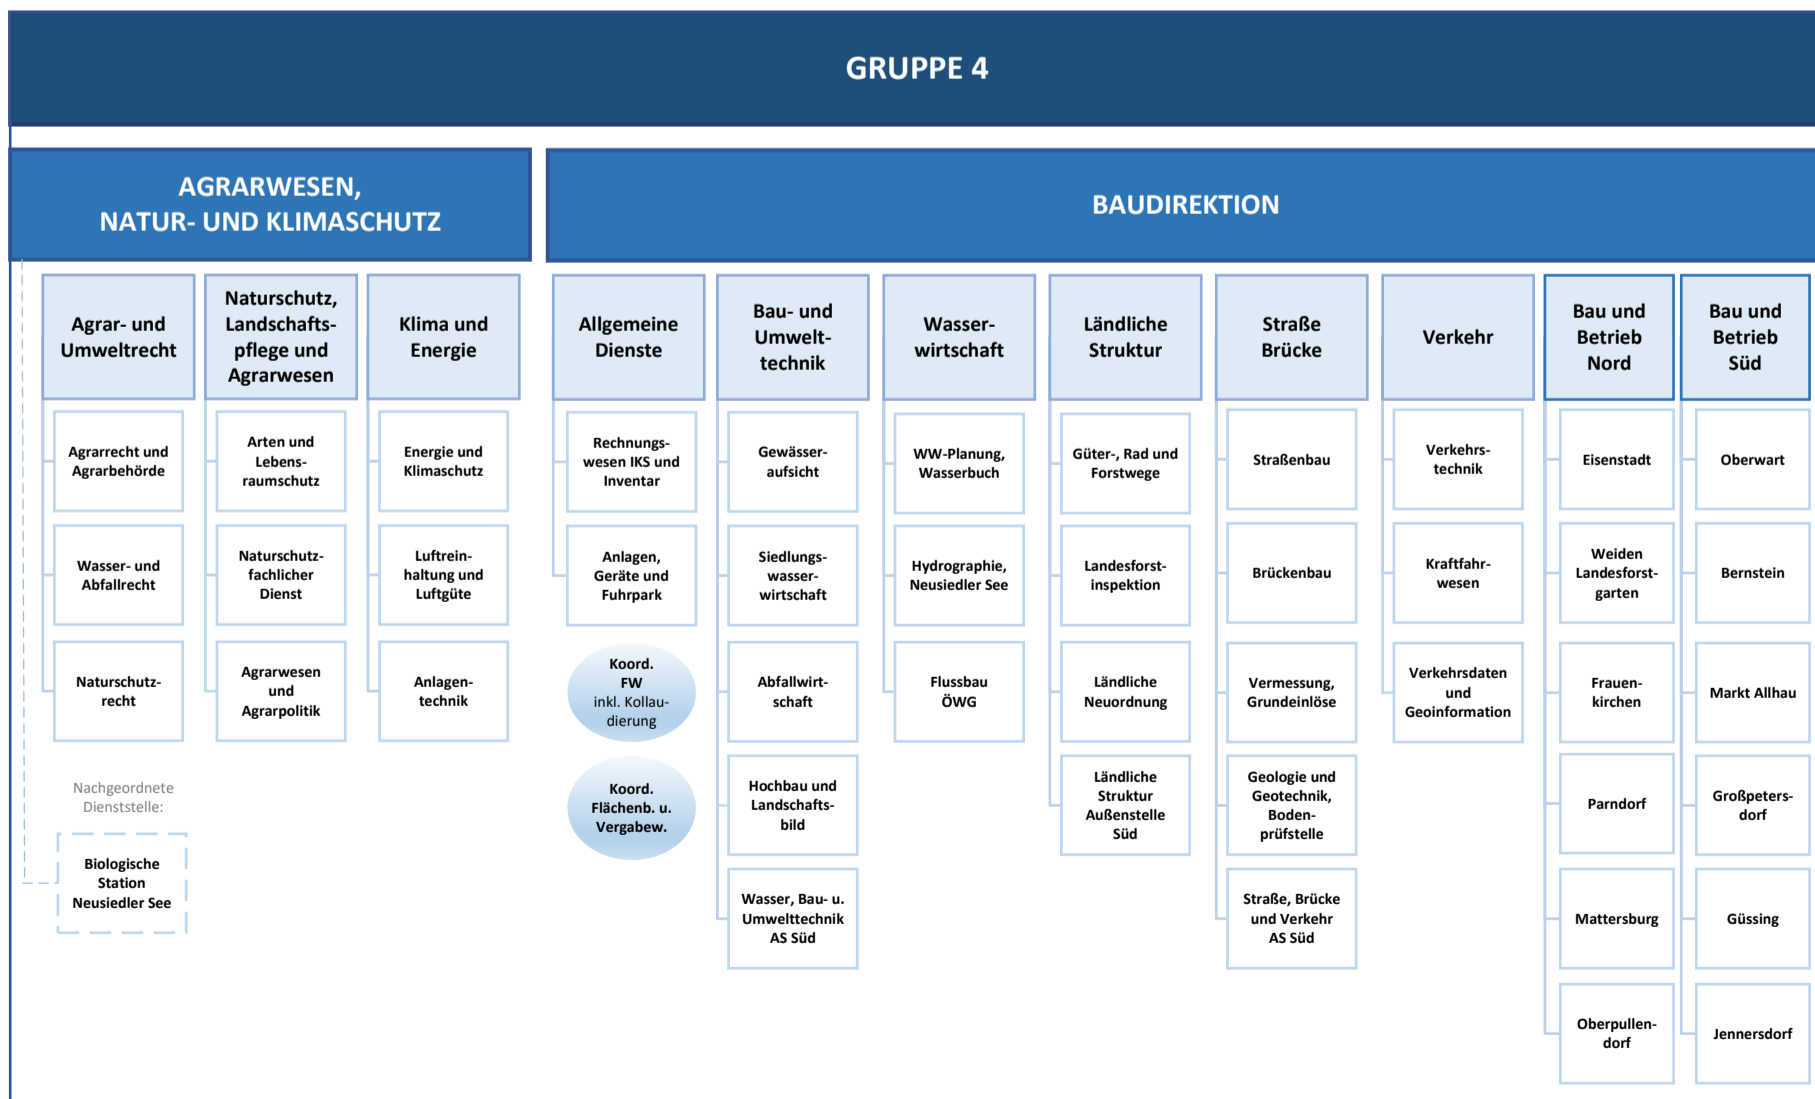 GRUPPE 4
AGRARWESEN,
NATUR- UND KLIMASCHUTZ
BAUDIREKTION
Agrar- und
Umweltrecht
Agrarrecht und
Agrarbehörde
Wasser- und
Abfallrecht
Naturschutz-
recht
Nachgeordnete
Dienststelle:
Biologische
Station
Neusiedler See
Naturschutz,
Landschafts-
pflege und
Agrarwesen
Arten und
Lebens-
raumschutz
Naturschutz-
fachlicher
Dienst
Agrarwesen
und
Agrarpolitik
Klima und
Energie
Energie und
Klimaschutz
Luftrein-
haltung und
Luftgüte
Anlagen-
technik
Allgemeine
Dienste
Rechnungs-
wesen IKS und
Inventar
Anlagen,
Geräte und
Fuhrpark
Koord.
FW
inkl. Kollau-
dierung
Koord.
Flächenb. u.
Vergabew.
Bau- und
Umwelt-
technik
Gewässer-
aufsicht
Siedlungs-
wasser-
wirtschaft
Abfallwirt-
schaft
Hochbau und
Landschafts-
bild
Wasser, Bau- u.
Umwelttechnik
AS Süd
Wasser-
wirtschaft
WW-Planung,
Wasserbuch
Hydrographie,
Neusiedler See
Flussbau
ÖWG
Ländliche
Struktur
Güter-, Rad und
Forstwege
Landesforst-
inspektion
Ländliche
Neuordnung
Ländliche
Struktur
Außenstelle
Süd
Straße
Brücke
Straßenbau
Brückenbau
Vermessung,
Grundeinlöse
Geologie und
Geotechnik,
Boden-
prüfstelle
Straße, Brücke
und Verkehr
AS Süd
Verkehr
Verkehrs-
technik
Kraftfahr-
wesen
Verkehrsdaten
und
Geoinformation
Bau und
Betrieb
Nord
Eisenstadt
Weiden
Landesforst-
garten
Frauen-
kirchen
Parndorf
Mattersburg
Oberpullen-
dorf
Bau und
Betrieb
Süd
Oberwart
Bernstein
Markt Allhau
Großpeters-
dorf
Güssing
Jennersdorf